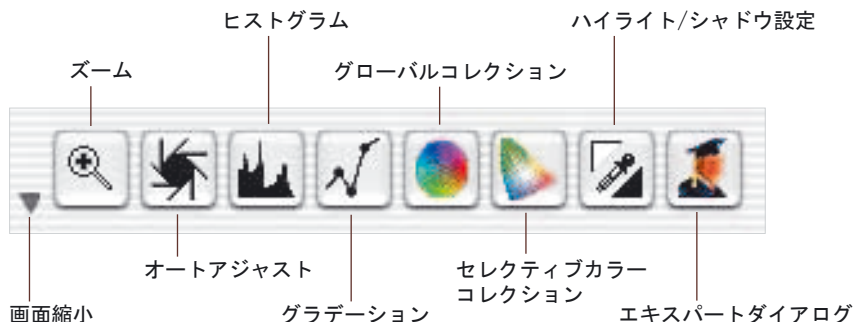 ヒストグラム
ハイライト/シャドウ設定
ズーム
グローバルコレクション
オートアジャスト
セレクティブカラー
コレクション
画面縮小
グラデーション
エキスパートダイアログ